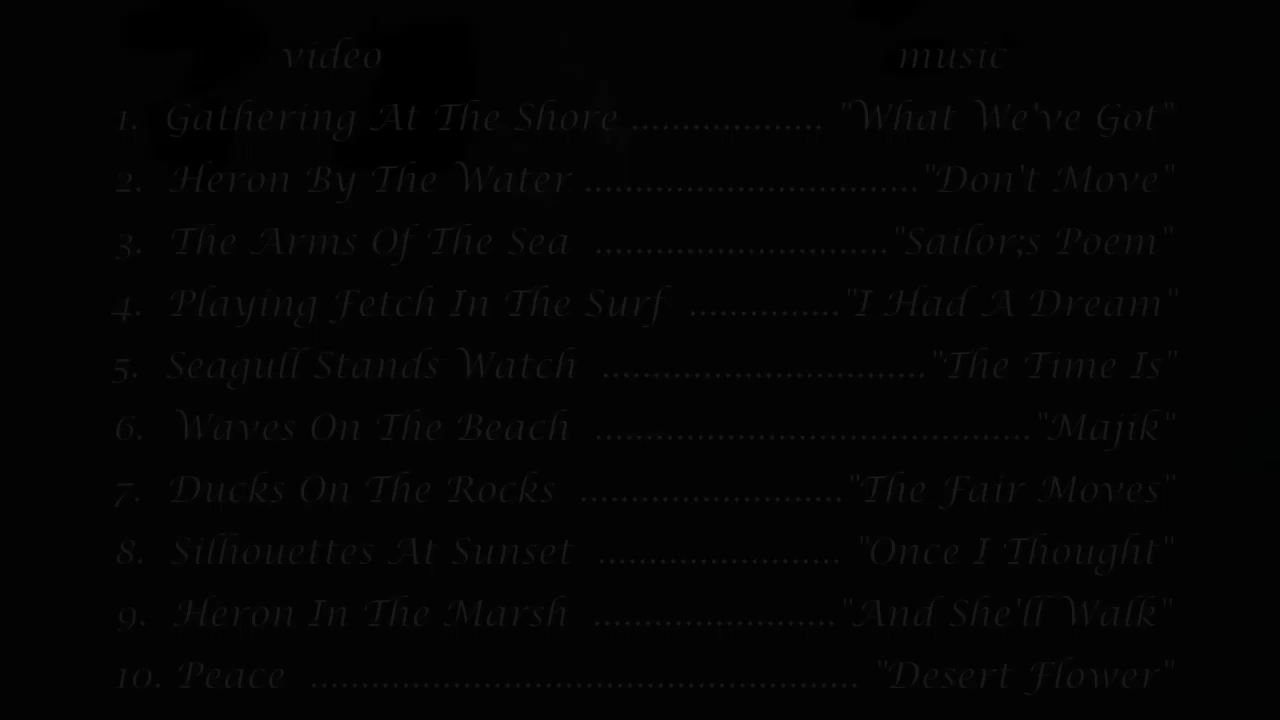 video music
1. Gathering At The Shore ................... "What We've Got"
2. Heron By The Water ................................."Don't Move"
3. The Arms Of The Sea ............................."Sailor;s Poem"
4. Playing Fetch In The Surf ..............."I Had A Dream"
5. Seagull Stands Watch ................................"The Time Is"
6. Waves On The Beach ..........................................."Majik"
7. Ducks On The Rocks .........................."The Fair Moves"
8. Silhouettes At Sunset ........................ "Once I Thought"
9. Heron In The Marsh ........................"And She'll Walk"
10. Peace ...................................................... "Desert Flower"